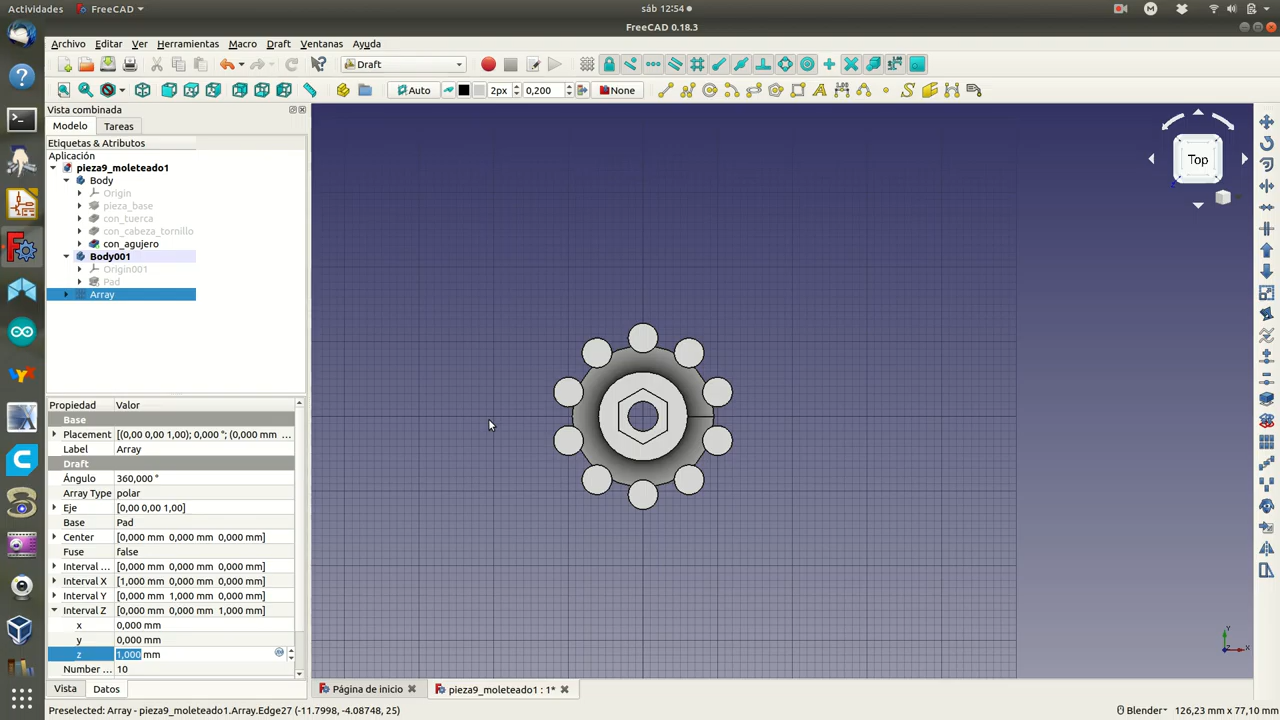 Actividades FreeCAD sáb 12:54
FreeCAD 0.18.3
Archivo Editar Ver Herramientas Macro Draft Ventanas Ayuda
Draft
Auto 2px 0,200 None
Vista combinada
Modelo Tareas
Etiquetas & Atributos
Aplicación
pieza9_moleteado1
Body
Origin
pieza_base
con_tuerca
con_cabeza_tornillo
con_agujero
Body001
Origin001
Pad
Array
Top
Propiedad Valor
Base
Placement [(0,00 0,00 1,00); 0,000 °; (0,000 mm ...
Label Array
Draft
Ángulo 360,000 °
Array Type polar
Eje [0,00 0,00 1,00]
Base Pad
Center [0,000 mm 0,000 mm 0,000 mm]
Fuse false
Interval ... [0,000 mm 0,000 mm 0,000 mm]
Interval X [1,000 mm 0,000 mm 0,000 mm]
Interval Y [0,000 mm 1,000 mm 0,000 mm]
Interval Z [0,000 mm 0,000 mm 1,000 mm]
x 0,000 mm
y 0,000 mm
z 1,000 mm
Number ... 10
Vista Datos
Página de inicio pieza9_moleteado1 : 1*
Preselected: Array - pieza9_moleteado1.Array.Edge27 (-11.7998, -4.08748, 25) Blender 126,23 mm x 77,10 mm